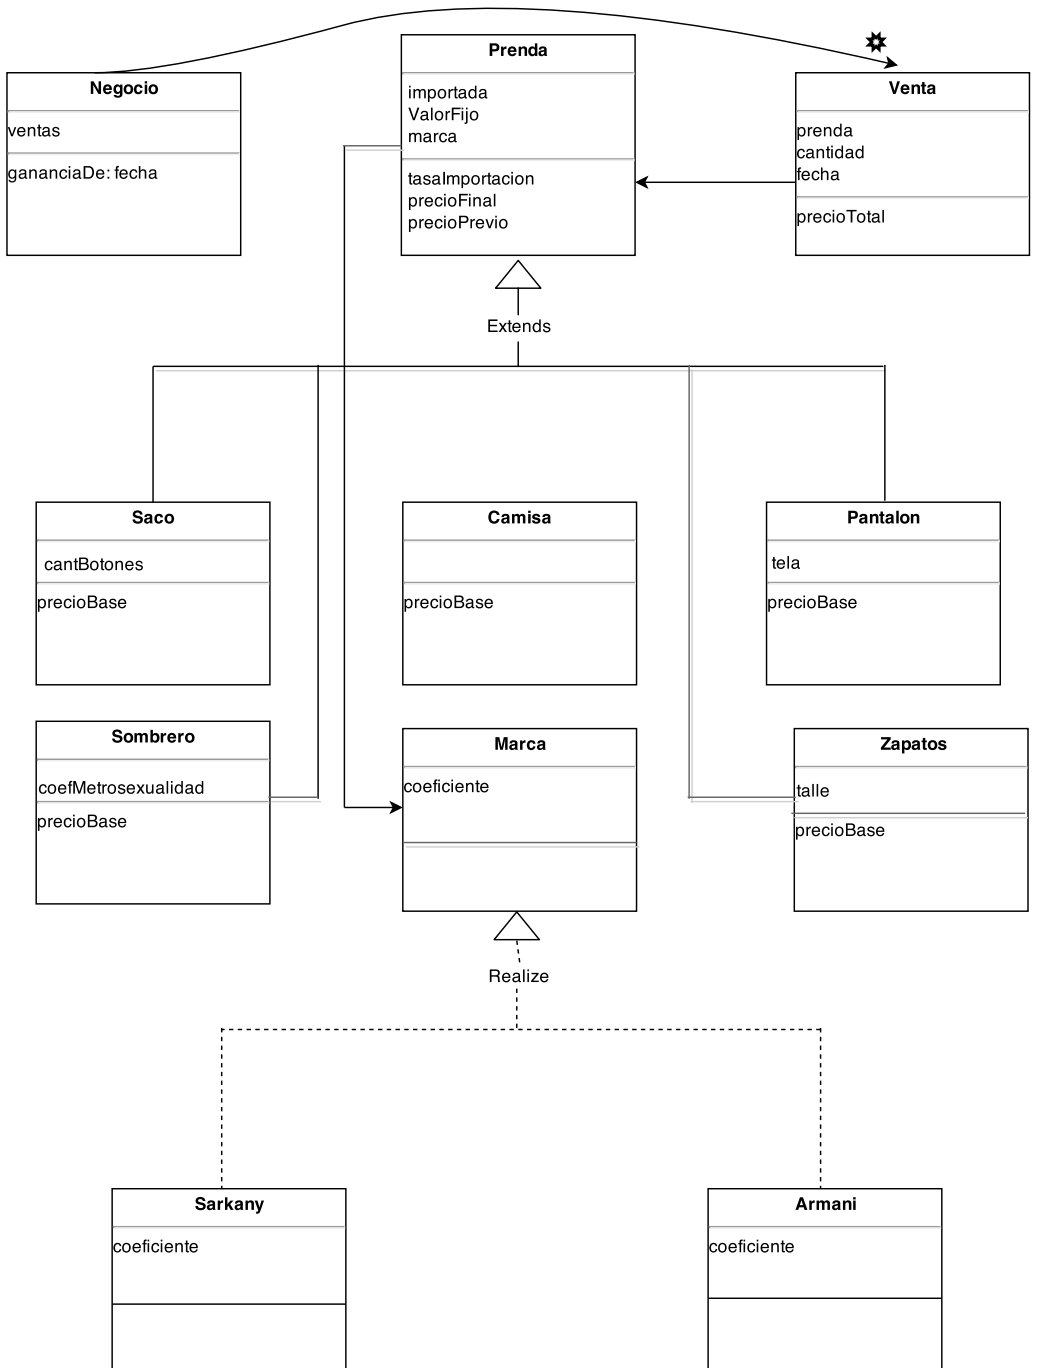 Negocio
ventas
gananciaDe: fecha
Prenda
importada
ValorFijo
marca
tasaImportacion
precioFinal
precioPrevio
Venta
prenda
cantidad
fecha
precioTotal
Extends
Saco
cantBotones
precioBase
Camisa
precioBase
Pantalon
tela
precioBase
Sombrero
coefMetrosexualidad
precioBase
Marca
coeficiente
Zapatos
talle
precioBase
Realize
Sarkany
coeficiente
Armani
coeficiente